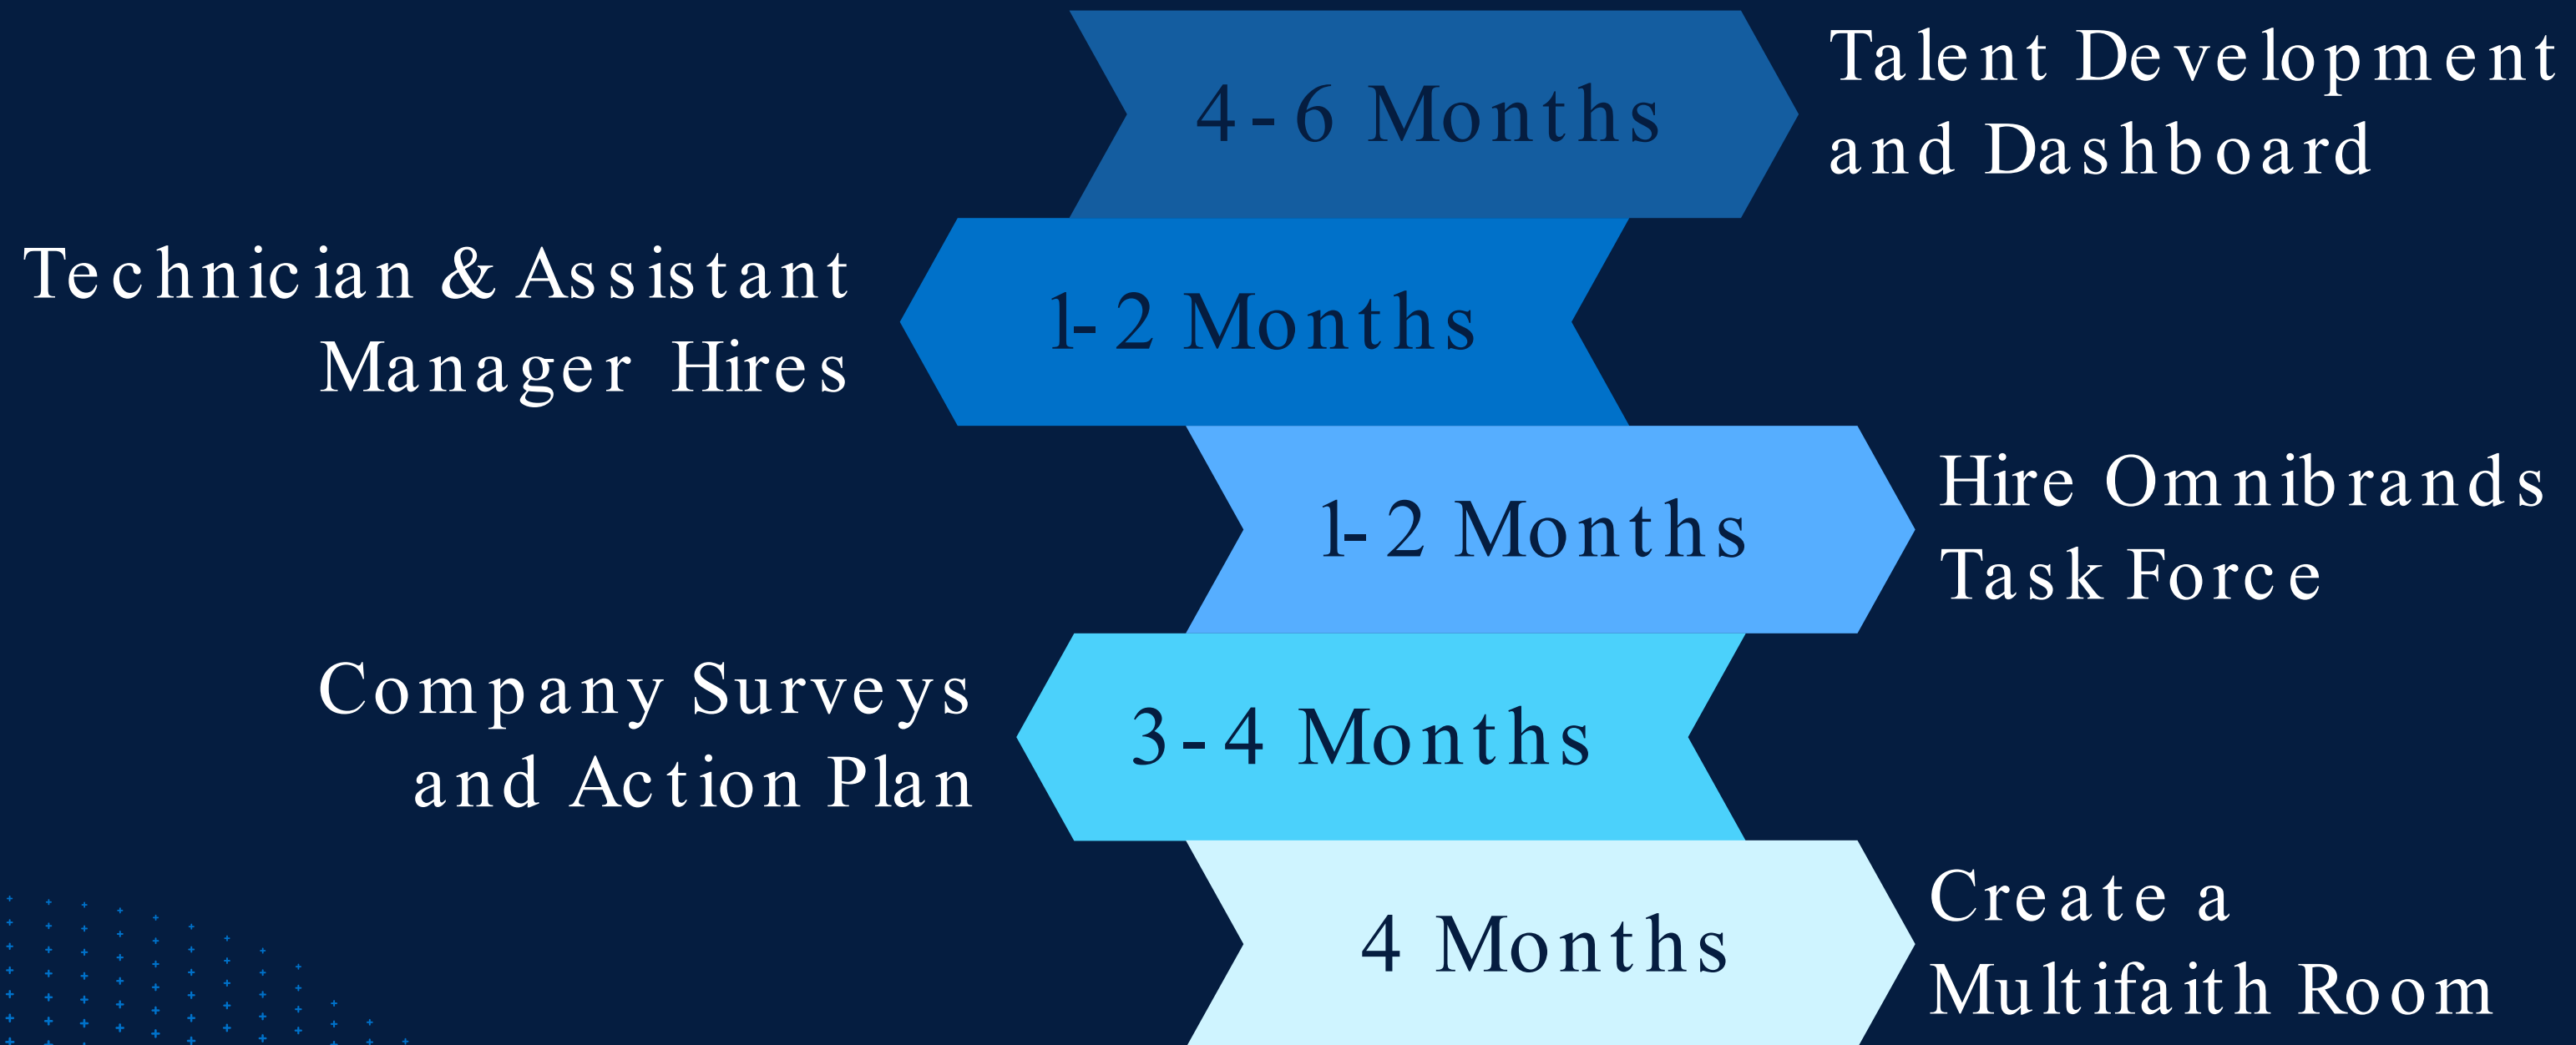 4-6 Months
Talent Development
and Dashboard
Technician & Assistant
Manager Hires
1-2 Months
1-2 Months
Hire Omnibrands
Task Force
Company Surveys
and Action Plan
3-4 Months
4 Months
Create a
Multifaith Room